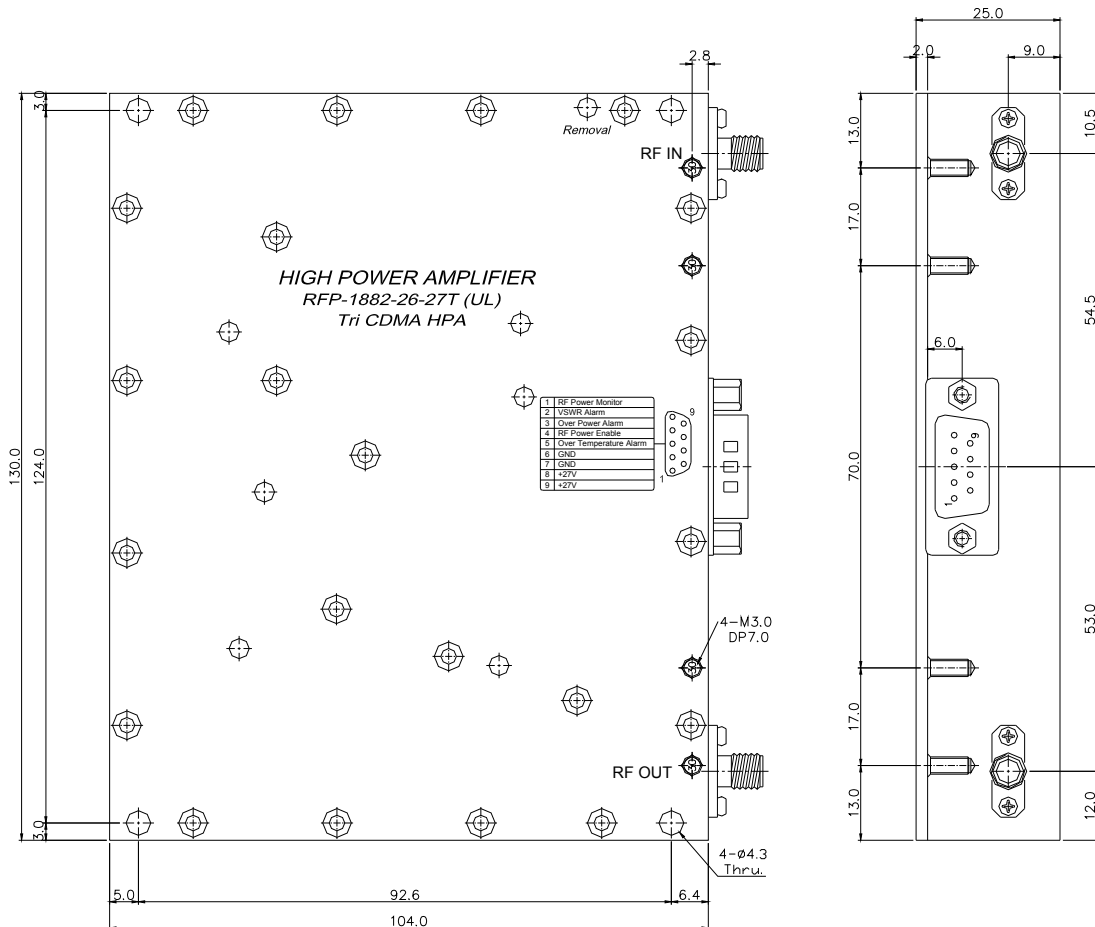 25.0
2.0
9.0
2.8
3.0
Removal
RF IN
13.0
10.5
17.0
HIGH POWER AMPLIFIER
RFP-1882-26-27T (UL)
Tri CDMA HPA
54.5
6.0
1 RF Power Monitor
2 VSWR Alarm
3 Over Power Alarm
4 RF Power Enable
5 Over Temperature Alarm
6 GND
7 GND
8 +27V
9 +27V
9
1
9
1
130.0
124.0
70.0
53.0
4-M3.0
DP7.0
17.0
RF OUT
13.0
12.0
3.0
4-ø4.3
Thru.
5.0
92.6
6.4
104.0